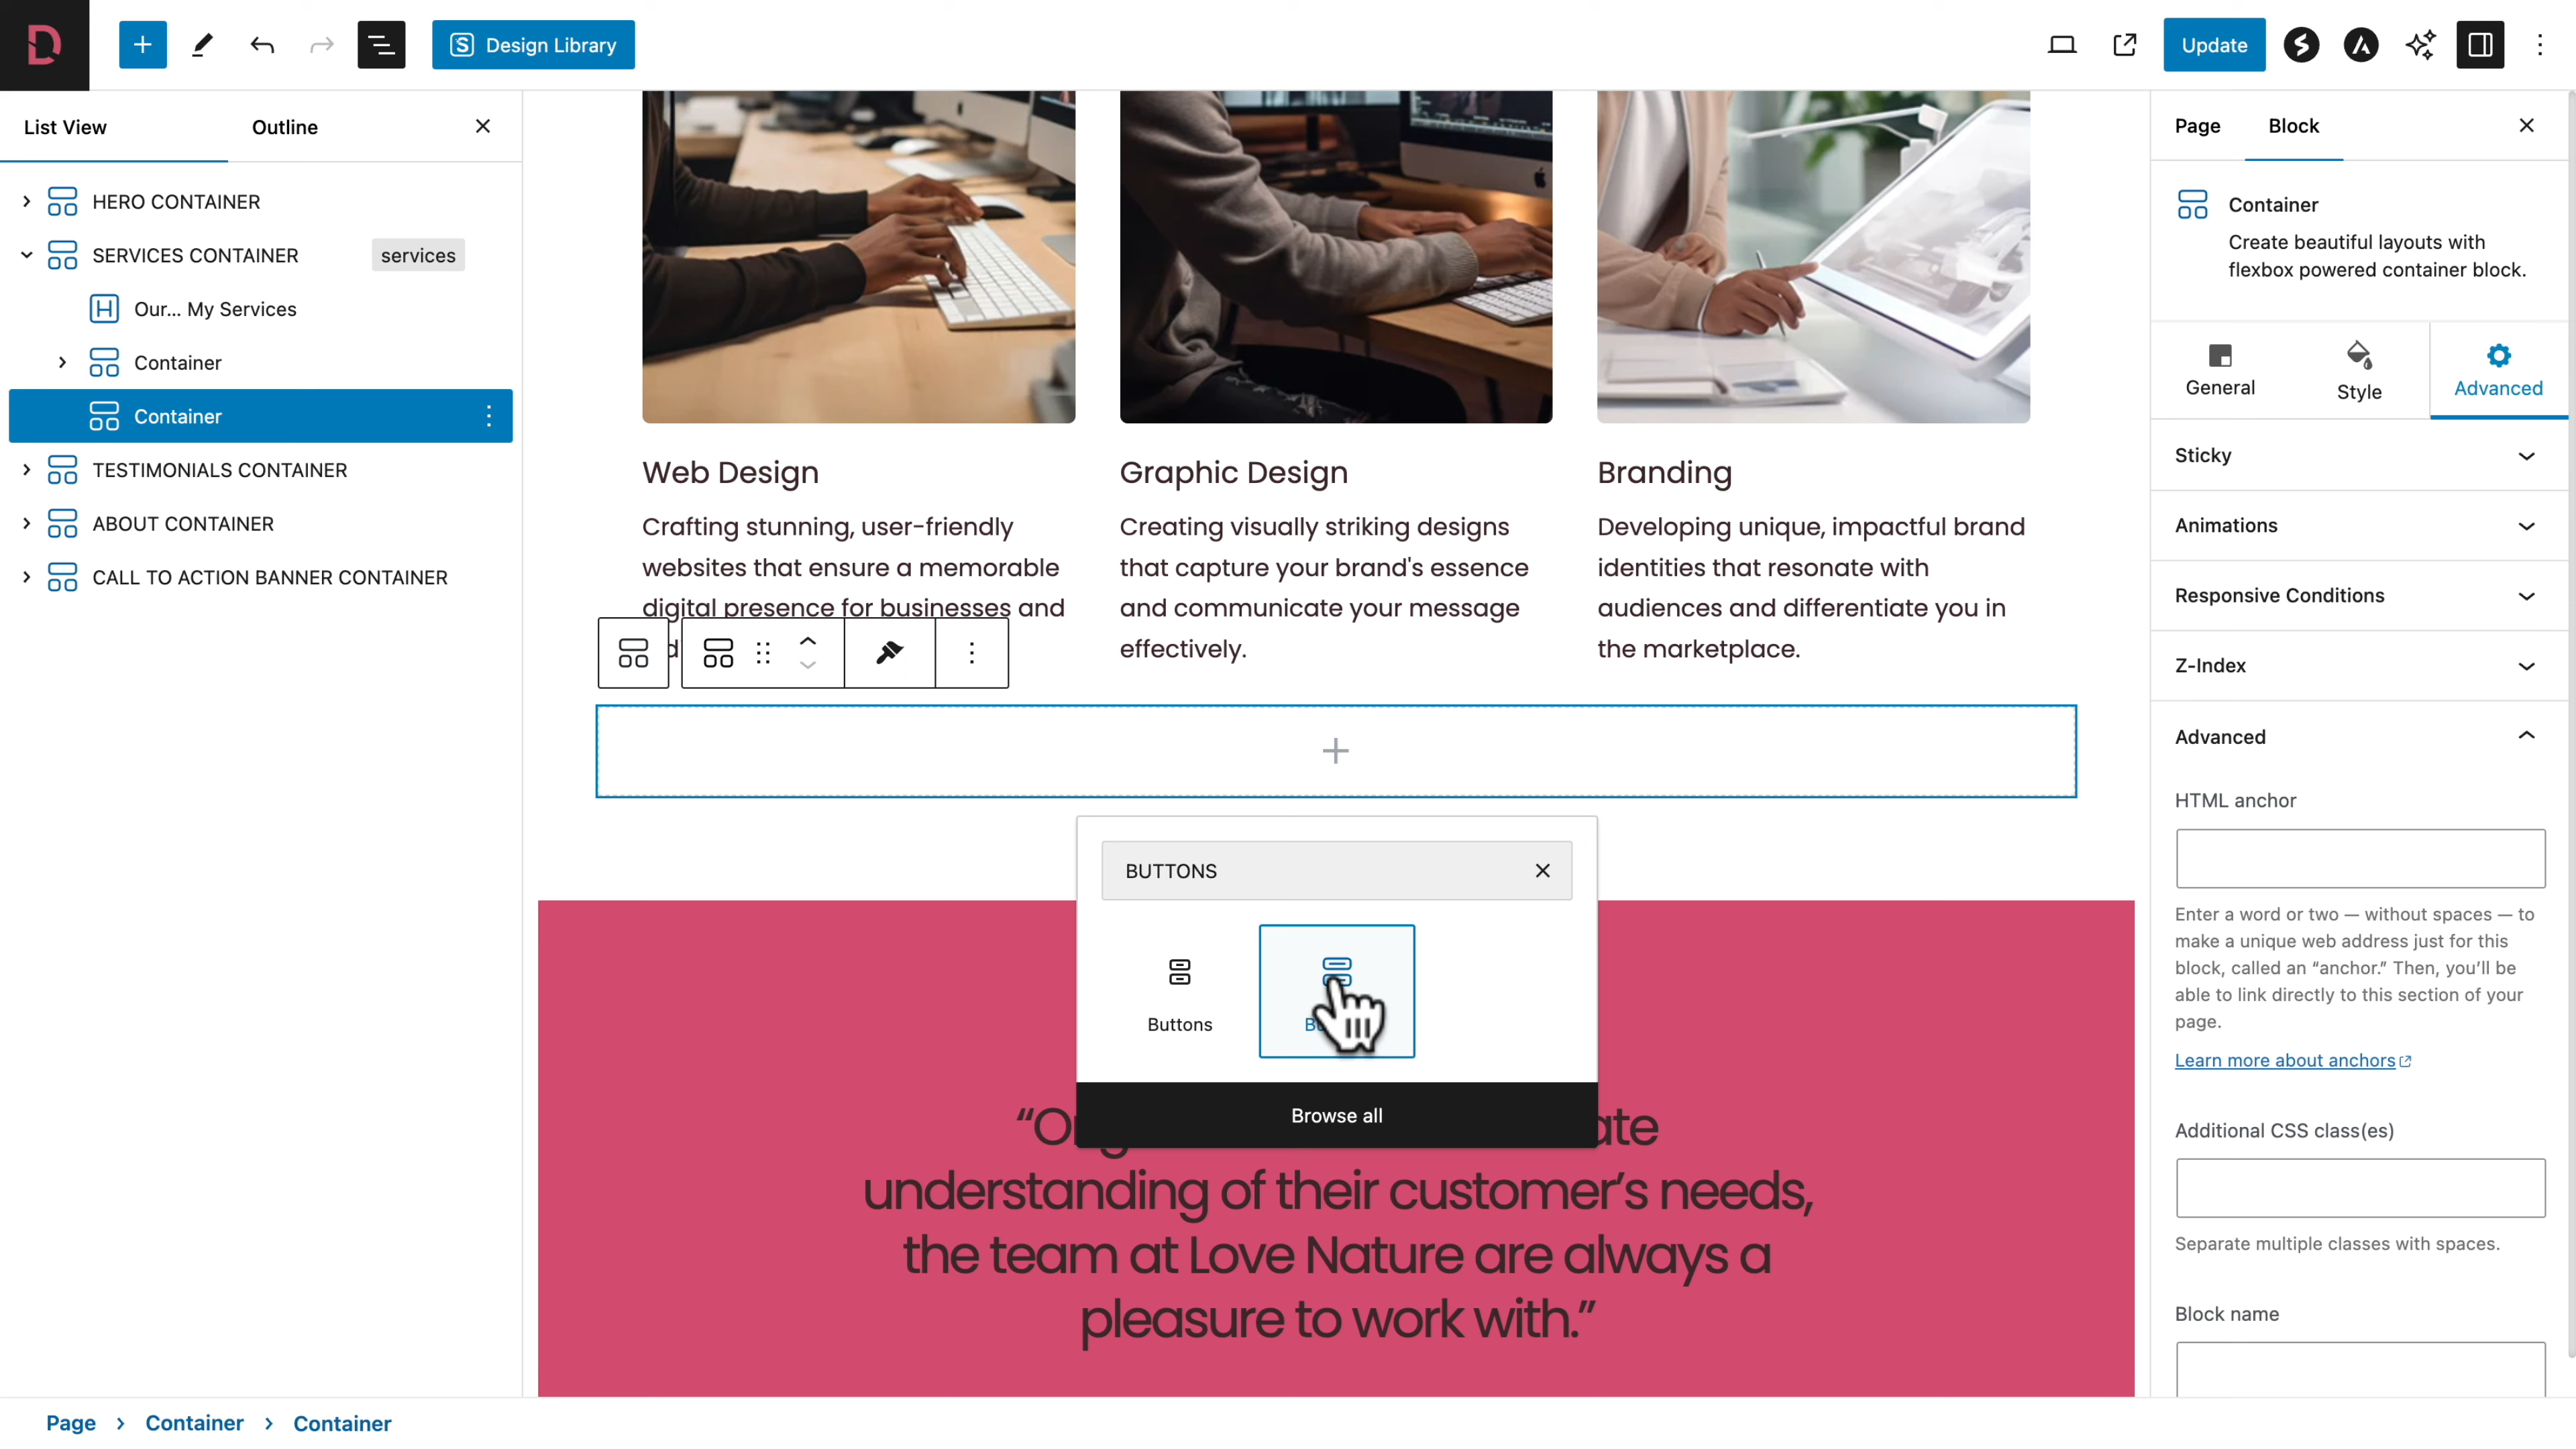 Design Library
Update
List View
Outline
HERO CONTAINER
SERVICES CONTAINER
services
Our... My Services
Container
Container
TESTIMONIALS CONTAINER
ABOUT CONTAINER
CALL TO ACTION BANNER CONTAINER
Web Design
Crafting stunning, user-friendly
websites that ensure a memorable
digital presence for businesses and
Graphic Design
Creating visually striking designs
that capture your brand's essence
and communicate your message
effectively.
Branding
Developing unique, impactful brand
identities that resonate with
audiences and differentiate you in
the marketplace.
BUTTONS
Buttons
Browse all
understanding of their customer's needs,
the team at Love Nature are always a
pleasure to work with.”
Page
Block
Container
Create beautiful layouts with
flexbox powered container block.
General
Style
Advanced
Sticky
Animations
Responsive Conditions
Z-Index
Advanced
HTML anchor
Enter a word or two — without spaces — to
make a unique web address just for this
block, called an “anchor.” Then, you’ll be
able to link directly to this section of your
page.
Learn more about anchors
Additional CSS class(es)
Separate multiple classes with spaces.
Block name
Page > Container > Container